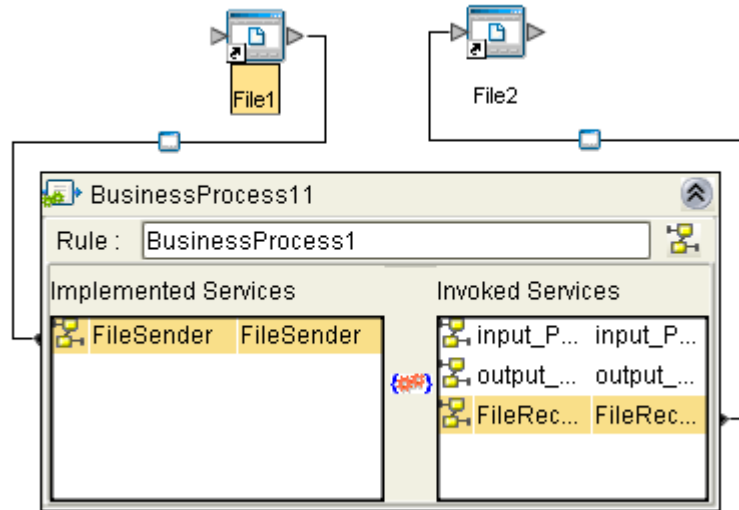 File1
File2
BusinessProcess11
Rule : BusinessProcess1
Implemented Services
Invoked Services
FileSender FileSender
input_P... input_P...
output_... output_...
FileRec... FileRec...